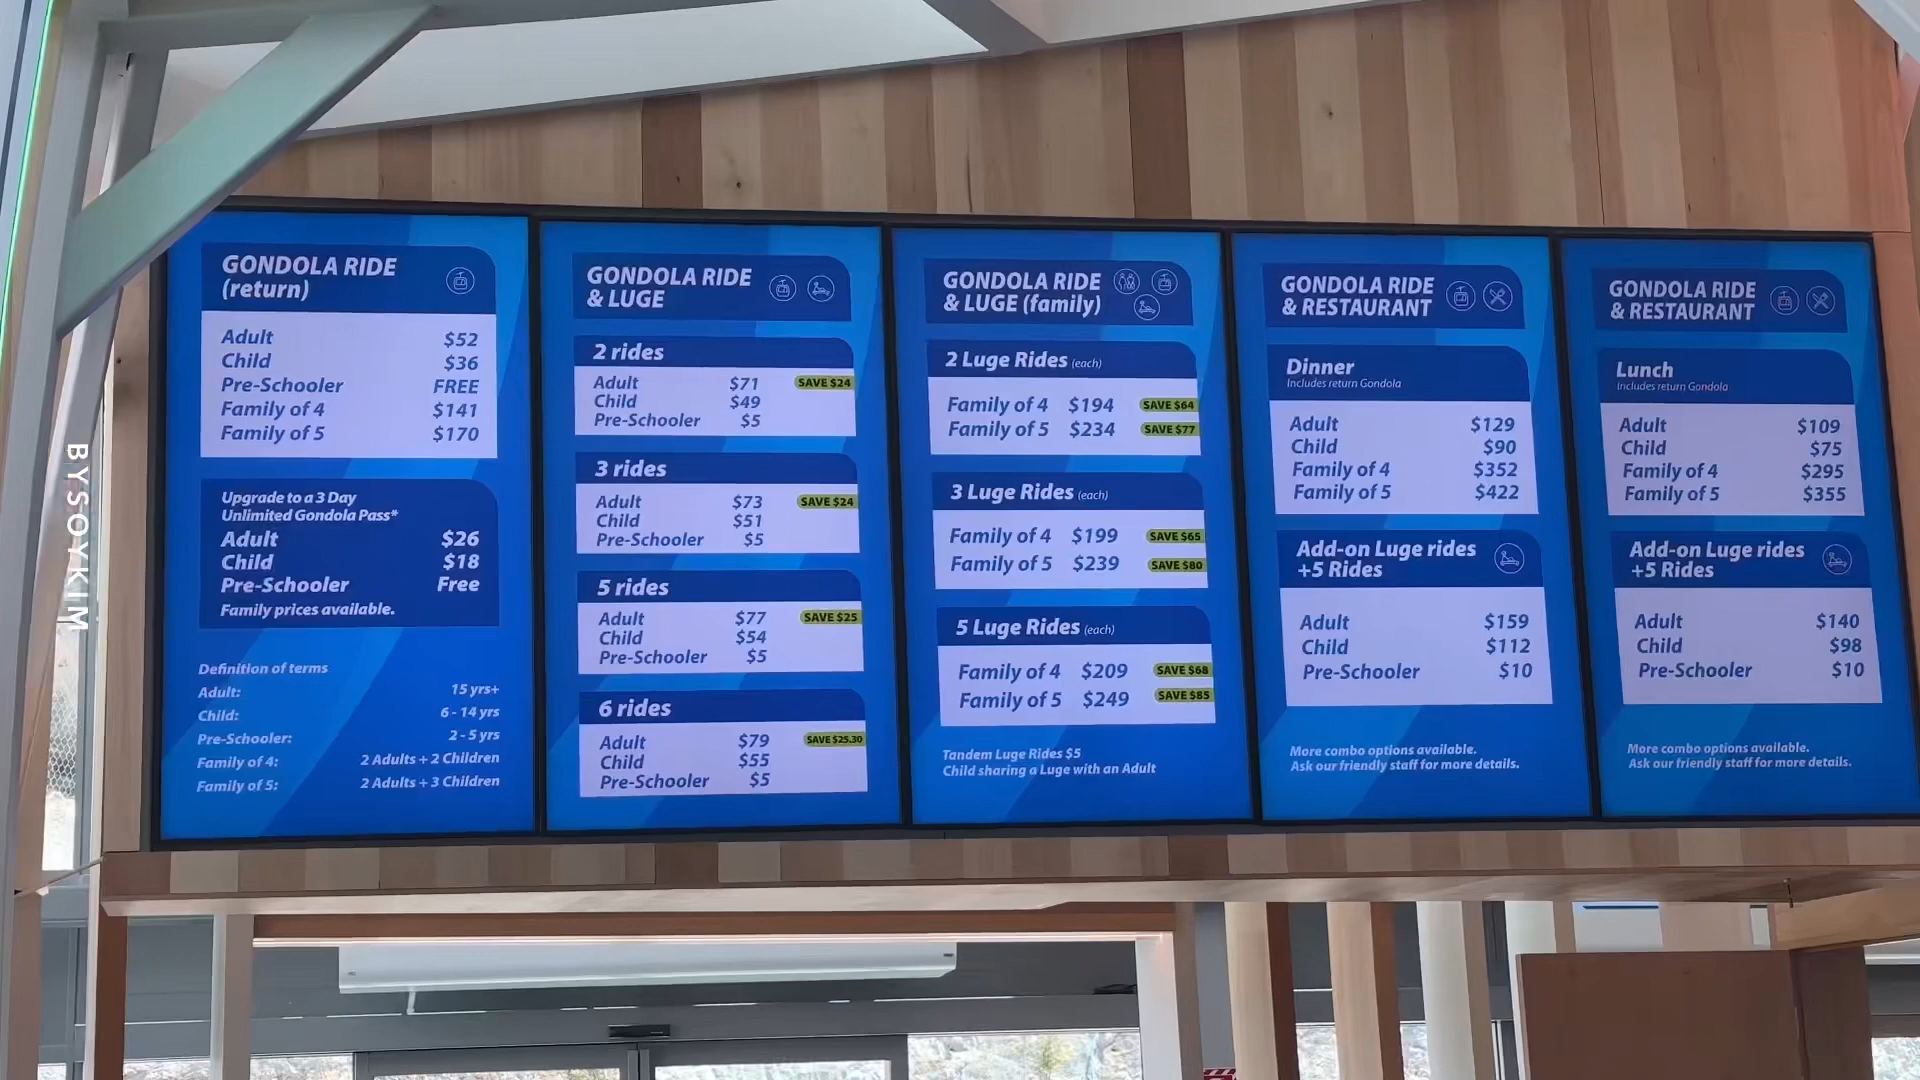 GONDOLA RIDE
(return)
Adult $52
Child $36
Pre-Schooler FREE
Family of 4 $141
Family of 5 $170
Upgrade to a 3 Day
Unlimited Gondola Pass*
Adult $26
Child $18
Pre-Schooler Free
Family prices available.
Definition of terms
Adult: 15 yrs+
Child: 6 - 14 yrs
Pre-Schooler: 2 - 5 yrs
Family of 4: 2 Adults + 2 Children
Family of 5: 2 Adults + 3 Children
GONDOLA RIDE
& LUGE
2 rides
Adult $71 SAVE $24
Child $49
Pre-Schooler $5
3 rides
Adult $73 SAVE $24
Child $51
Pre-Schooler $5
5 rides
Adult $77 SAVE $25
Child $54
Pre-Schooler $5
6 rides
Adult $79 SAVE $25.30
Child $55
Pre-Schooler $5
GONDOLA RIDE
& LUGE (family)
2 Luge Rides (each)
Family of 4 $194 SAVE $64
Family of 5 $234 SAVE $77
3 Luge Rides (each)
Family of 4 $199 SAVE $65
Family of 5 $239 SAVE $80
5 Luge Rides (each)
Family of 4 $209 SAVE $68
Family of 5 $249 SAVE $85
Tandem Luge Rides $5
Child sharing a Luge with an Adult
GONDOLA RIDE
& RESTAURANT
Dinner
Includes return Gondola
Adult $129
Child $90
Family of 4 $352
Family of 5 $422
Add-on Luge rides
+5 Rides
Adult $159
Child $112
Pre-Schooler $10
More combo options available.
Ask our friendly staff for more details.
GONDOLA RIDE
& RESTAURANT
Lunch
Includes return Gondola
Adult $109
Child $75
Family of 4 $295
Family of 5 $355
Add-on Luge rides
+5 Rides
Adult $140
Child $98
Pre-Schooler $10
More combo options available.
Ask our friendly staff for more details.
BYSOYKIM